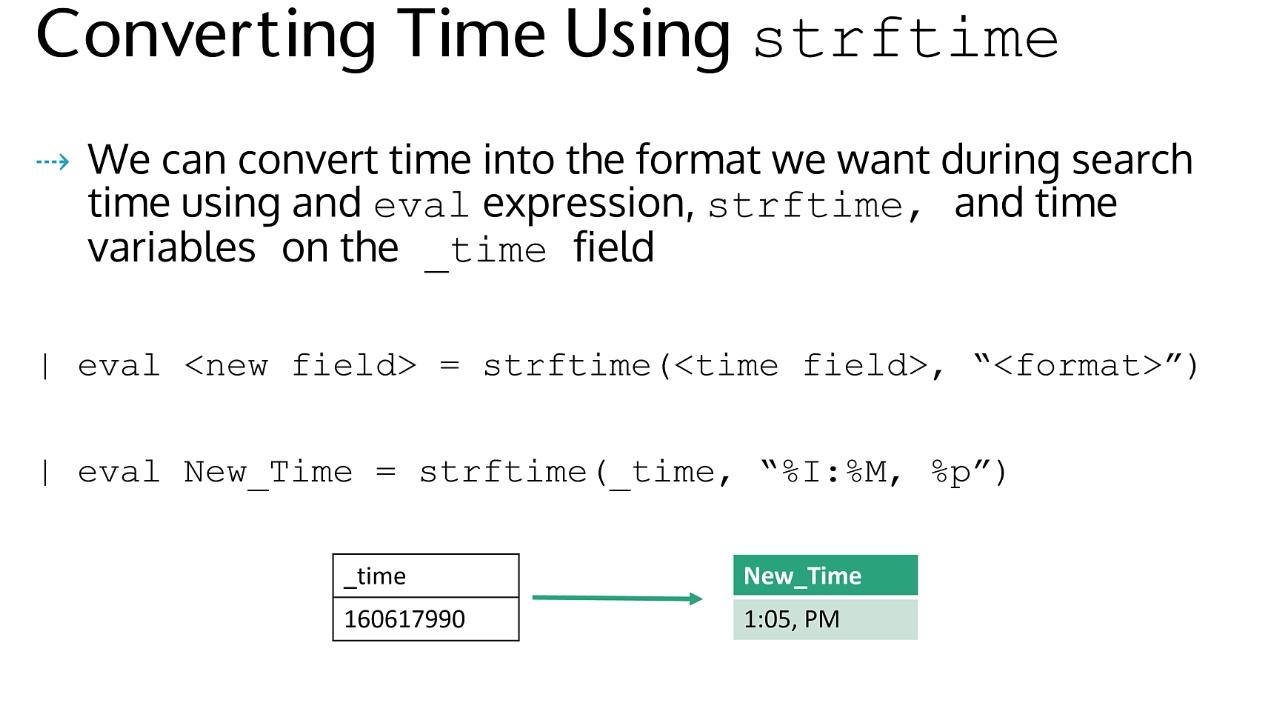 Converting Time Using strftime
We can convert time into the format we want during search
time using and eval expression, strftime, and time
variables on the _time field
| eval <new field> = strftime(<time field>, “<format>”)
| eval New_Time = strftime(_time, “%I:%M, %p”)
_time
160617990
New_Time
1:05, PM